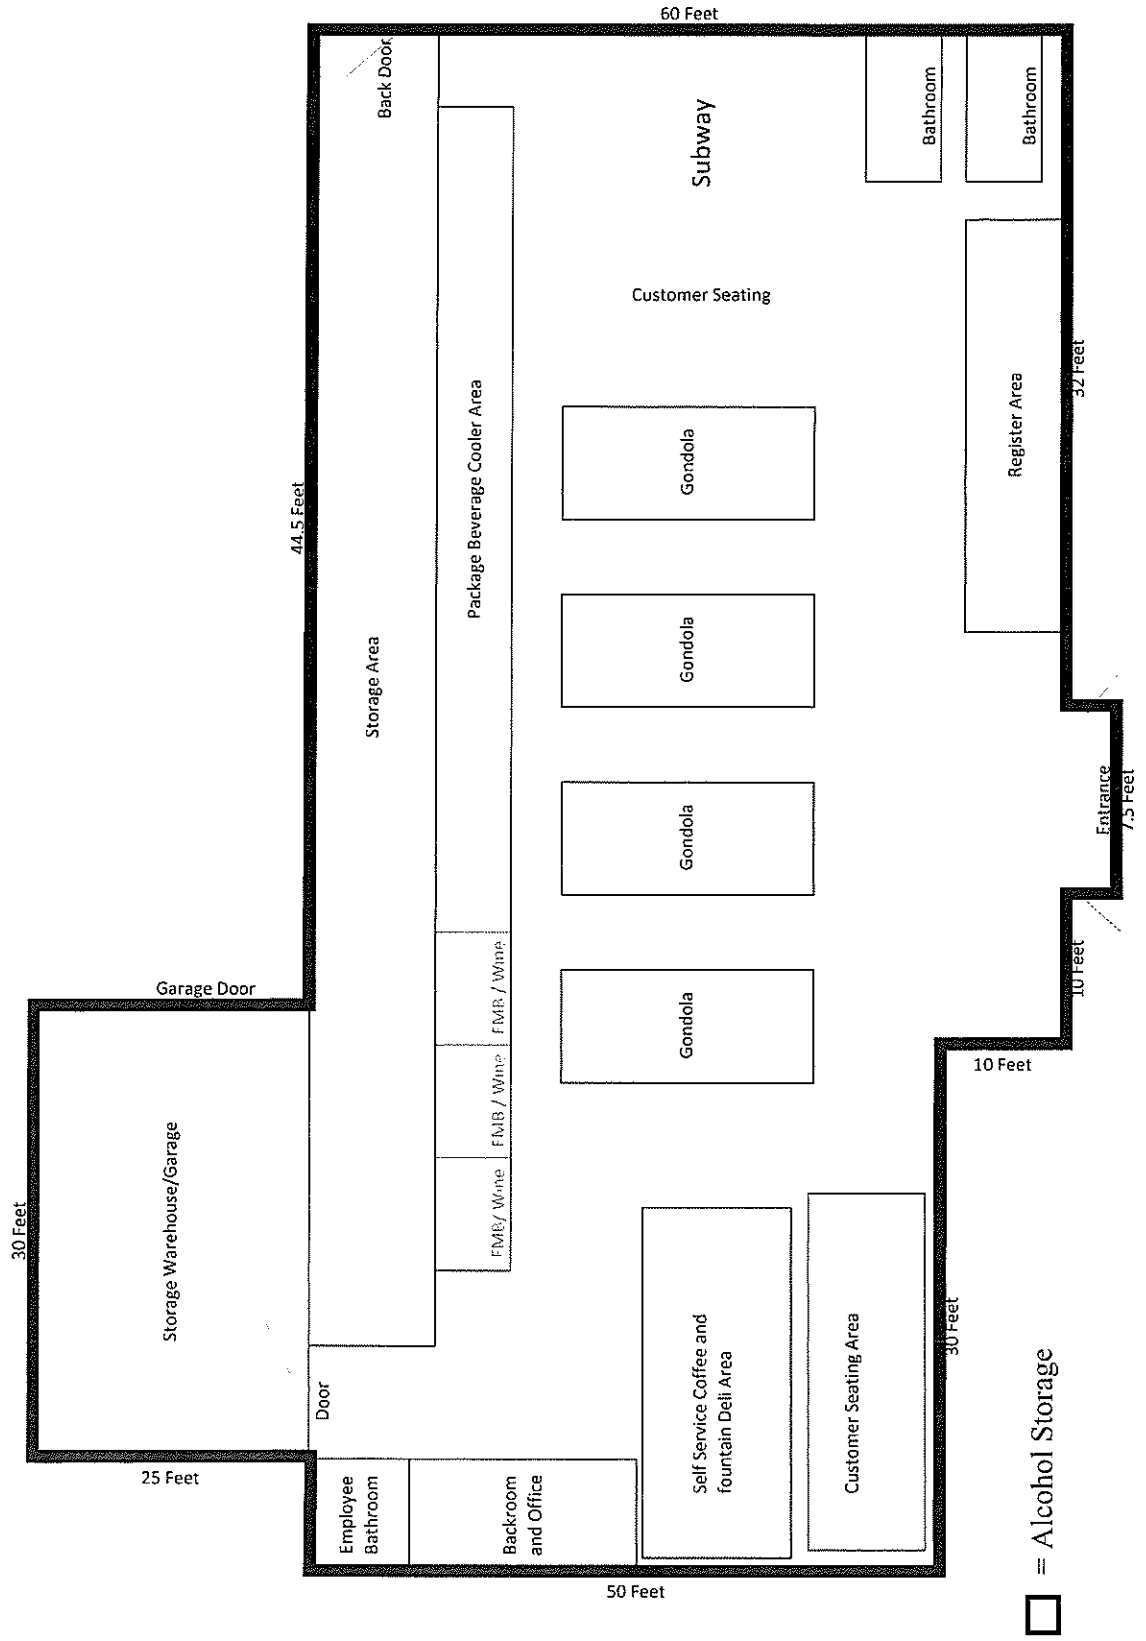 60 Feet
Back Door
Subway
Bathroom
Bathroom
Customer Seating
44.5 Feet
Package Beverage Cooler Area
Gondola
Register Area
32 Feet
Storage Area
Gondola
Gondola
Entrance
7.5 Feet
Garage Door
FMB / Wine
Gondola
10 Feet
10 Feet
FMB / Wine
FMB / Wine
30 Feet
Storage Warehouse/Garage
Door
Self Service Coffee and
fountain Deli Area
Customer Seating Area
30 Feet
25 Feet
Employee
Bathroom
Backroom
and Office
50 Feet
= Alcohol Storage